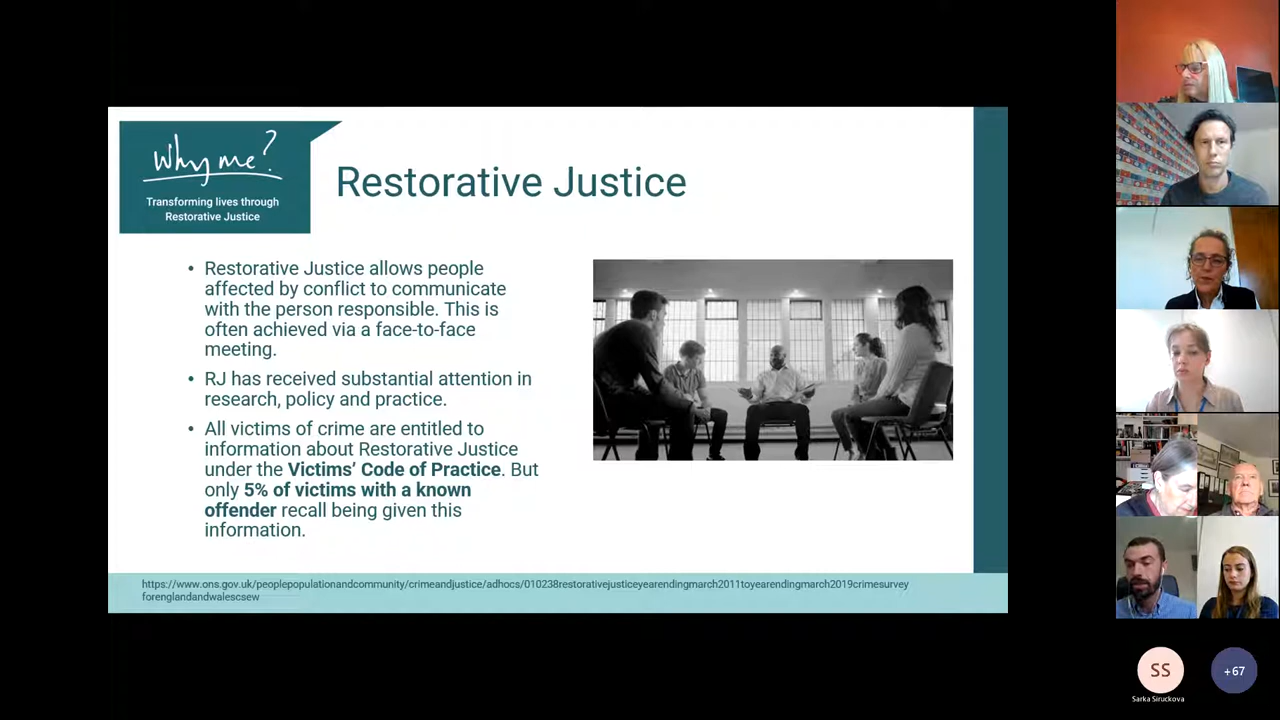 Why me?
Transforming lives through
Restorative Justice
Restorative Justice
• Restorative Justice allows people
affected by conflict to communicate
with the person responsible. This is
often achieved via a face-to-face
meeting.
• RJ has received substantial attention in
research, policy and practice.
• All victims of crime are entitled to
information about Restorative Justice
under the Victims’ Code of Practice. But
only 5% of victims with a known
offender recall being given this
information.
https://www.ons.gov.uk/peoplepopulationandcommunity/crimeandjustice/adhocs/010238restorativejusticeyearendingmarch2011toyearendingmarch2019crimesurvey
forenglandandwalescsew
SS
+67
Sarka Siruckova